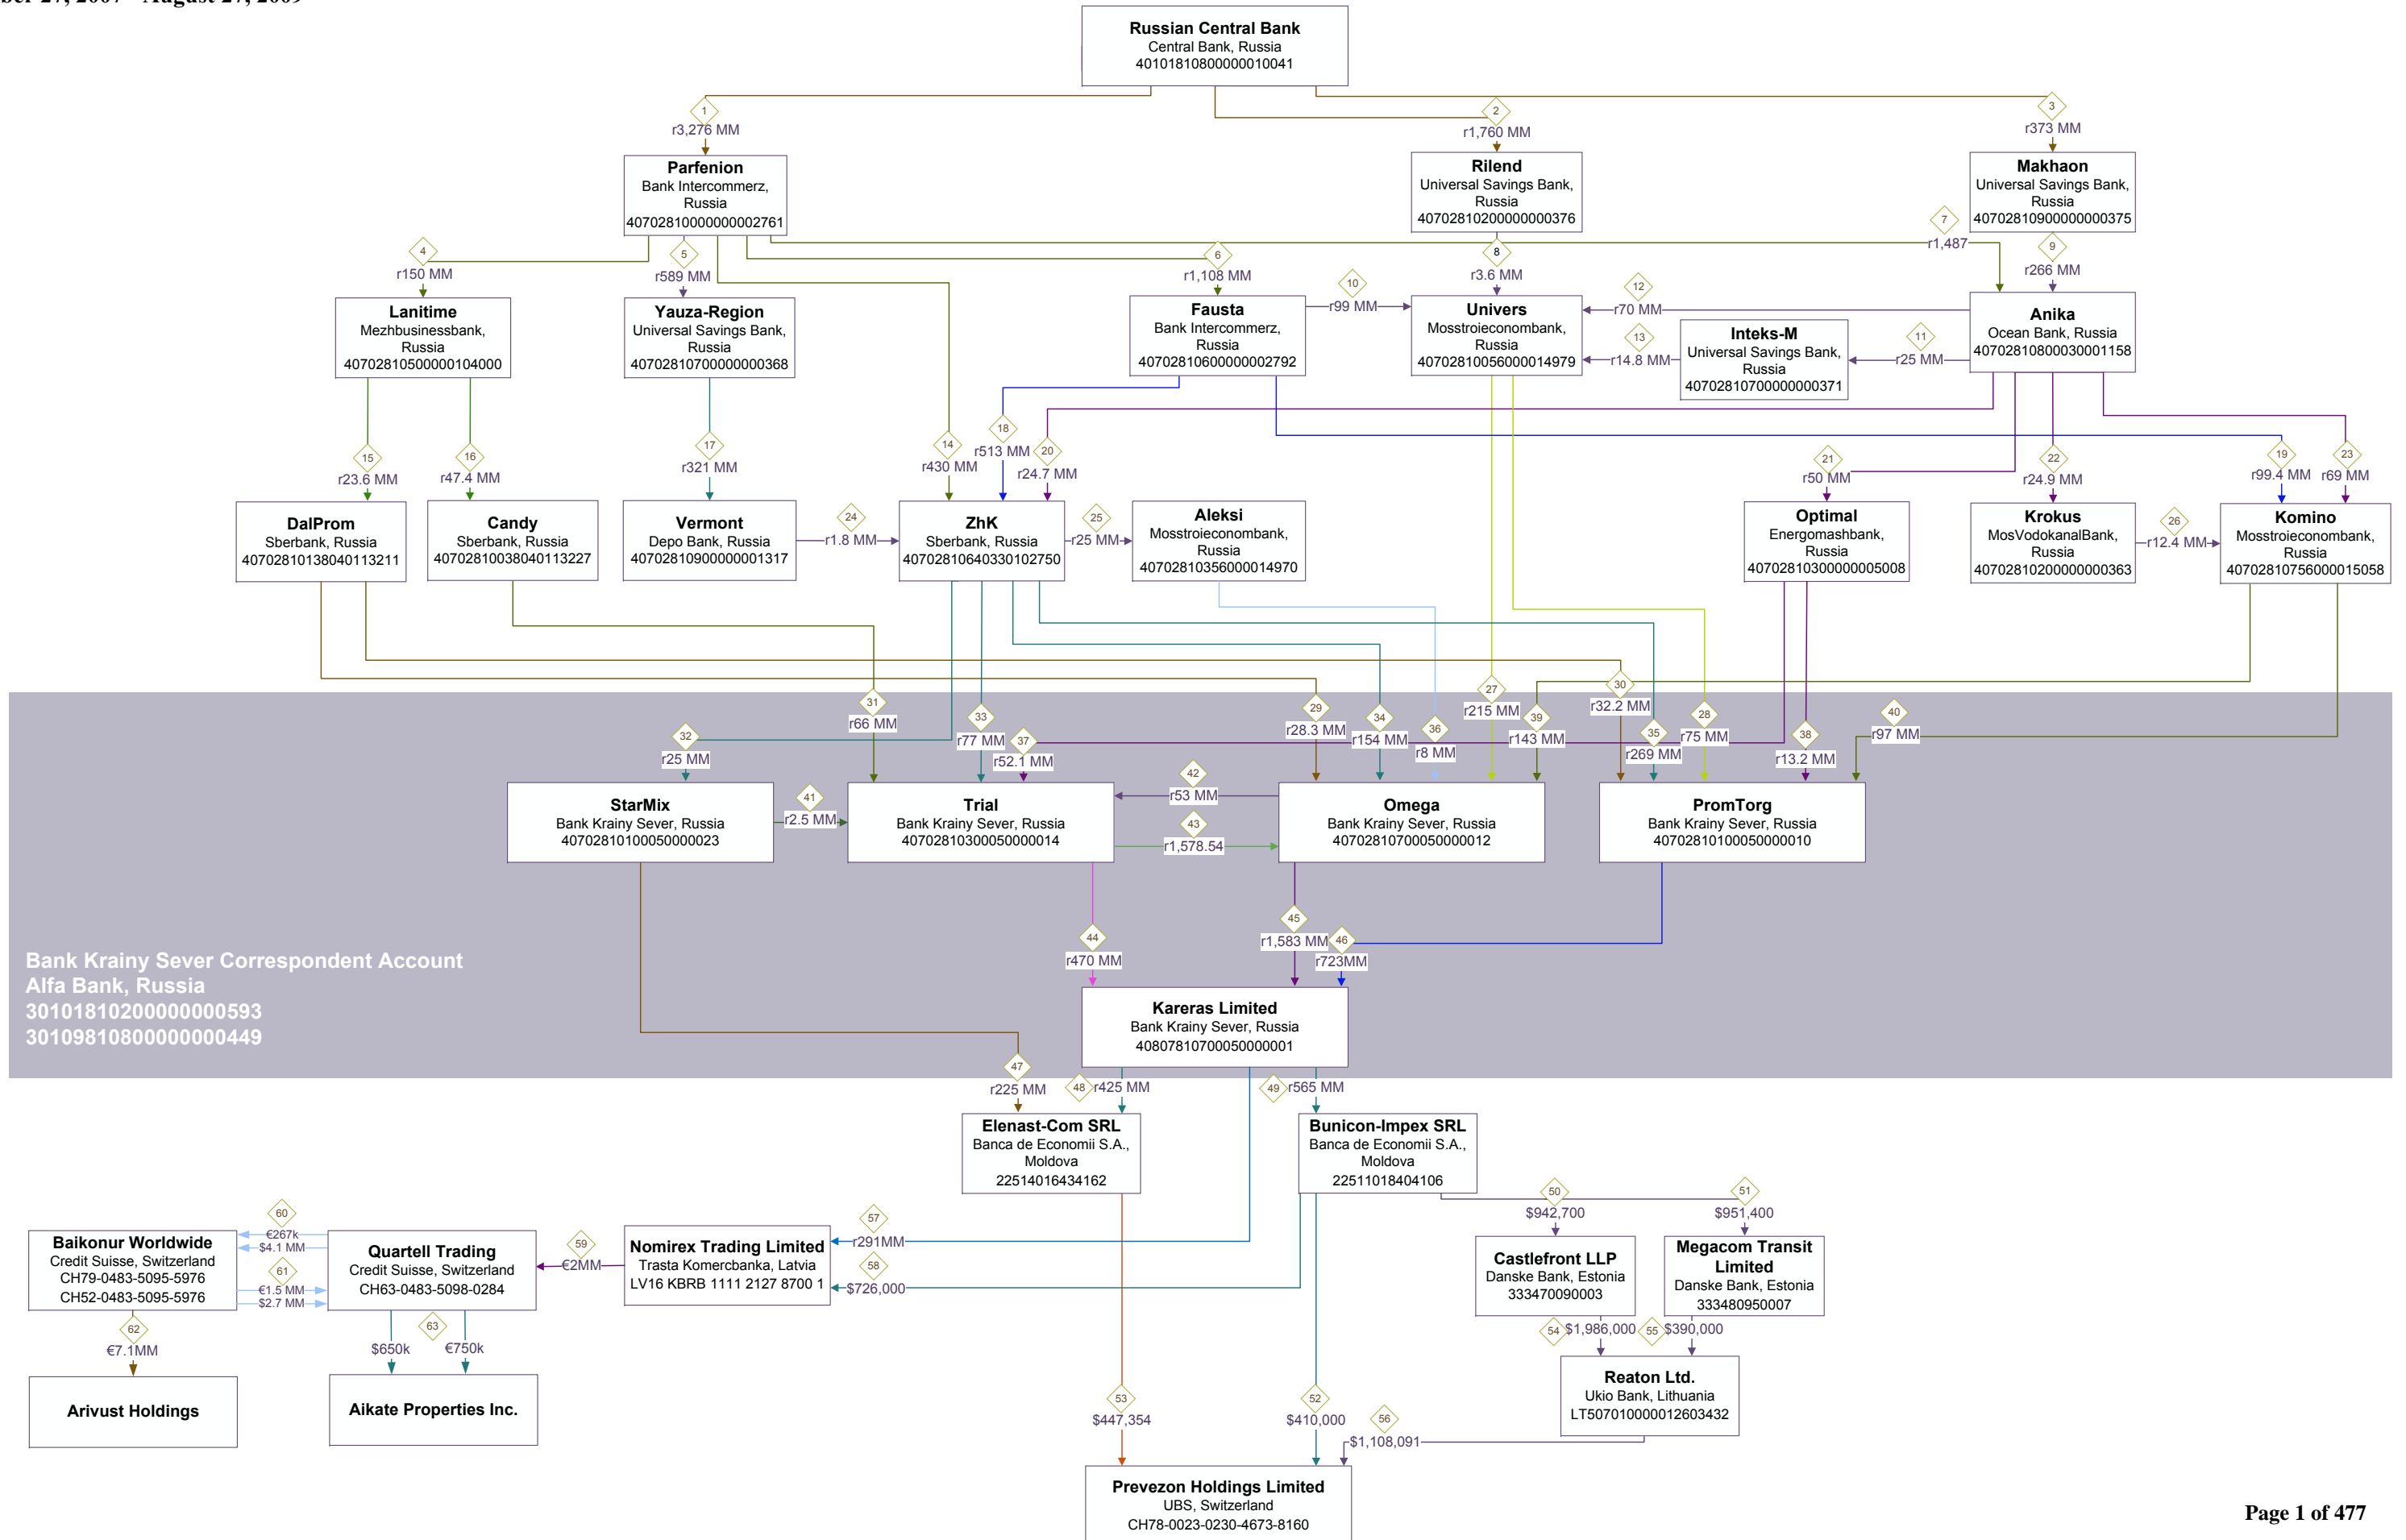 August 27, 2009
Russian Central Bank
Central Bank, Russia
40101810800000010041
1
r3,276 MM
2
r1,760 MM
3
r373 MM
Parfenion
Bank Intercommerz,
Russia
40702810000000002761
Rilend
Universal Savings Bank,
Russia
40702810200000000376
Makhaon
Universal Savings Bank,
Russia
40702810900000000375
4
r150 MM
5
r589 MM
6
r1,108 MM
8
r3.6 MM
7
r1,487
9
r266 MM
Lanitime
Mezhbusinessbank,
Russia
40702810500000104000
Yauza-Region
Universal Savings Bank,
Russia
40702810700000000368
Fausta
Bank Intercommerz,
Russia
40702810600000002792
10
r99 MM
Univers
Mosstroieconombank,
Russia
40702810056000014979
12
r70 MM
13
r14.8 MM
Inteks-M
Universal Savings Bank,
Russia
40702810700000000371
11
r25 MM
Anika
Ocean Bank, Russia
40702810800030001158
15
r23.6 MM
16
r47.4 MM
17
r321 MM
14
r430 MM
18
r513 MM
20
r24.7 MM
21
r50 MM
22
r24.9 MM
19
r99.4 MM
23
r69 MM
DalProm
Sberbank, Russia
40702810138040113211
Candy
Sberbank, Russia
40702810038040113227
Vermont
Depo Bank, Russia
40702810900000001317
24
r1.8 MM
ZhK
Sberbank, Russia
40702810640330102750
25
r25 MM
Aleksi
Mosstroieconombank,
Russia
40702810356000014970
Optimal
Energomashbank,
Russia
40702810300000005008
Krokus
MosVodokanalBank,
Russia
40702810200000000363
26
r12.4 MM
Komino
Mosstroieconombank,
Russia
40702810756000015058
32
r25 MM
31
r66 MM
33
r77 MM
37
r52.1 MM
29
r28.3 MM
34
r154 MM
36
r8 MM
27
r215 MM
39
r143 MM
30
r32.2 MM
35
r269 MM
28
r75 MM
38
r13.2 MM
40
r97 MM
StarMix
Bank Krainy Sever, Russia
40702810100050000023
41
r2.5 MM
Trial
Bank Krainy Sever, Russia
40702810300050000014
42
r53 MM
43
r1,578.54
Omega
Bank Krainy Sever, Russia
40702810700050000012
PromTorg
Bank Krainy Sever, Russia
40702810100050000010
44
r470 MM
45
r1,583 MM
46
r723MM
Bank Krainy Sever Correspondent Account
Alfa Bank, Russia
30101810200000000593
30109810800000000449
Kareras Limited
Bank Krainy Sever, Russia
40807810700050000001
47
r225 MM
48
r425 MM
49
r565 MM
Elenast-Com SRL
Banca de Economii S.A.,
Moldova
22514016434162
Bunicon-Impex SRL
Banca de Economii S.A.,
Moldova
22511018404106
50
$942,700
51
$951,400
Baikonur Worldwide
Credit Suisse, Switzerland
CH79-0483-5095-5976
CH52-0483-5095-5976
60
€267k
$4.1 MM
61
€1.5 MM
$2.7 MM
Quartell Trading
Credit Suisse, Switzerland
CH63-0483-5098-0284
59
€2MM
Nomirex Trading Limited
Trasta Komercbanka, Latvia
LV16 KBRB 1111 2127 8700 1
57
r291MM
58
$726,000
Castlefront LLP
Danske Bank, Estonia
333470090003
Megacom Transit
Limited
Danske Bank, Estonia
333480950007
62
€7.1MM
63
$650k
€750k
54
$1,986,000
55
$390,000
Arivust Holdings
Aikate Properties Inc.
Reaton Ltd.
Ukio Bank, Lithuania
LT507010000012603432
53
$447,354
52
$410,000
56
$1,108,091
Prevezon Holdings Limited
UBS, Switzerland
CH78-0023-0230-4673-8160
Page 1 of 477